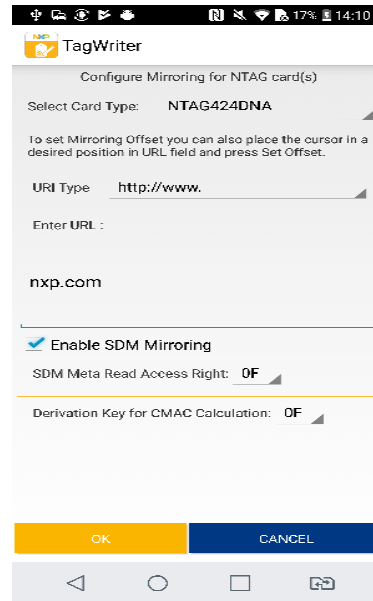 17% 14:10
NXP
TagWriter
Configure Mirroring for NTAG card(s)
Select Card Type: NTAG424DNA
To set Mirroring Offset you can also place the cursor in a
desired position in URL field and press Set Offset.
URI Type http://www.
Enter URL :
nxp.com
Enable SDM Mirroring
SDM Meta Read Access Right: 0F
Derivation Key for CMAC Calculation: 0F
OK CANCEL